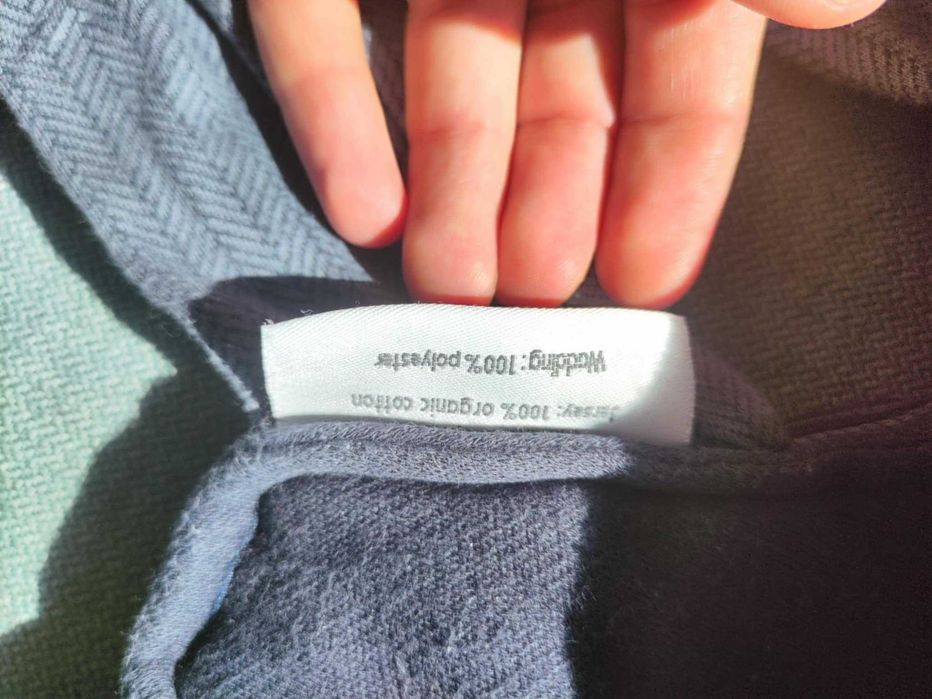 Jersey: 100% organic cotton
Wadding: 100% polyester